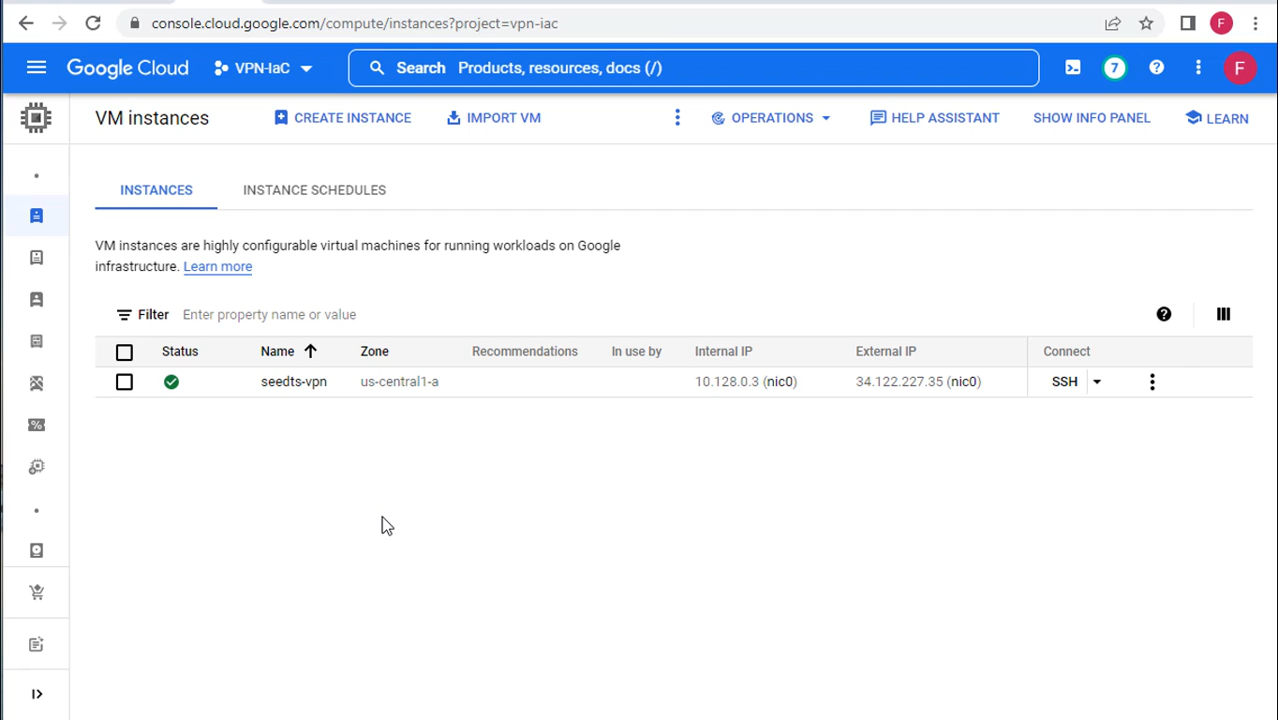 console.cloud.google.com/compute/instances?project=vpn-iac
F
Google Cloud VPN-IaC Search Products, resources, docs (/) 7 F
VM instances CREATE INSTANCE IMPORT VM OPERATIONS HELP ASSISTANT SHOW INFO PANEL LEARN
INSTANCES INSTANCE SCHEDULES
VM instances are highly configurable virtual machines for running workloads on Google
infrastructure. Learn more
Filter Enter property name or value
Status Name Zone Recommendations In use by Internal IP External IP Connect
seedts-vpn us-central1-a 10.128.0.3 (nic0) 34.122.227.35 (nic0) SSH